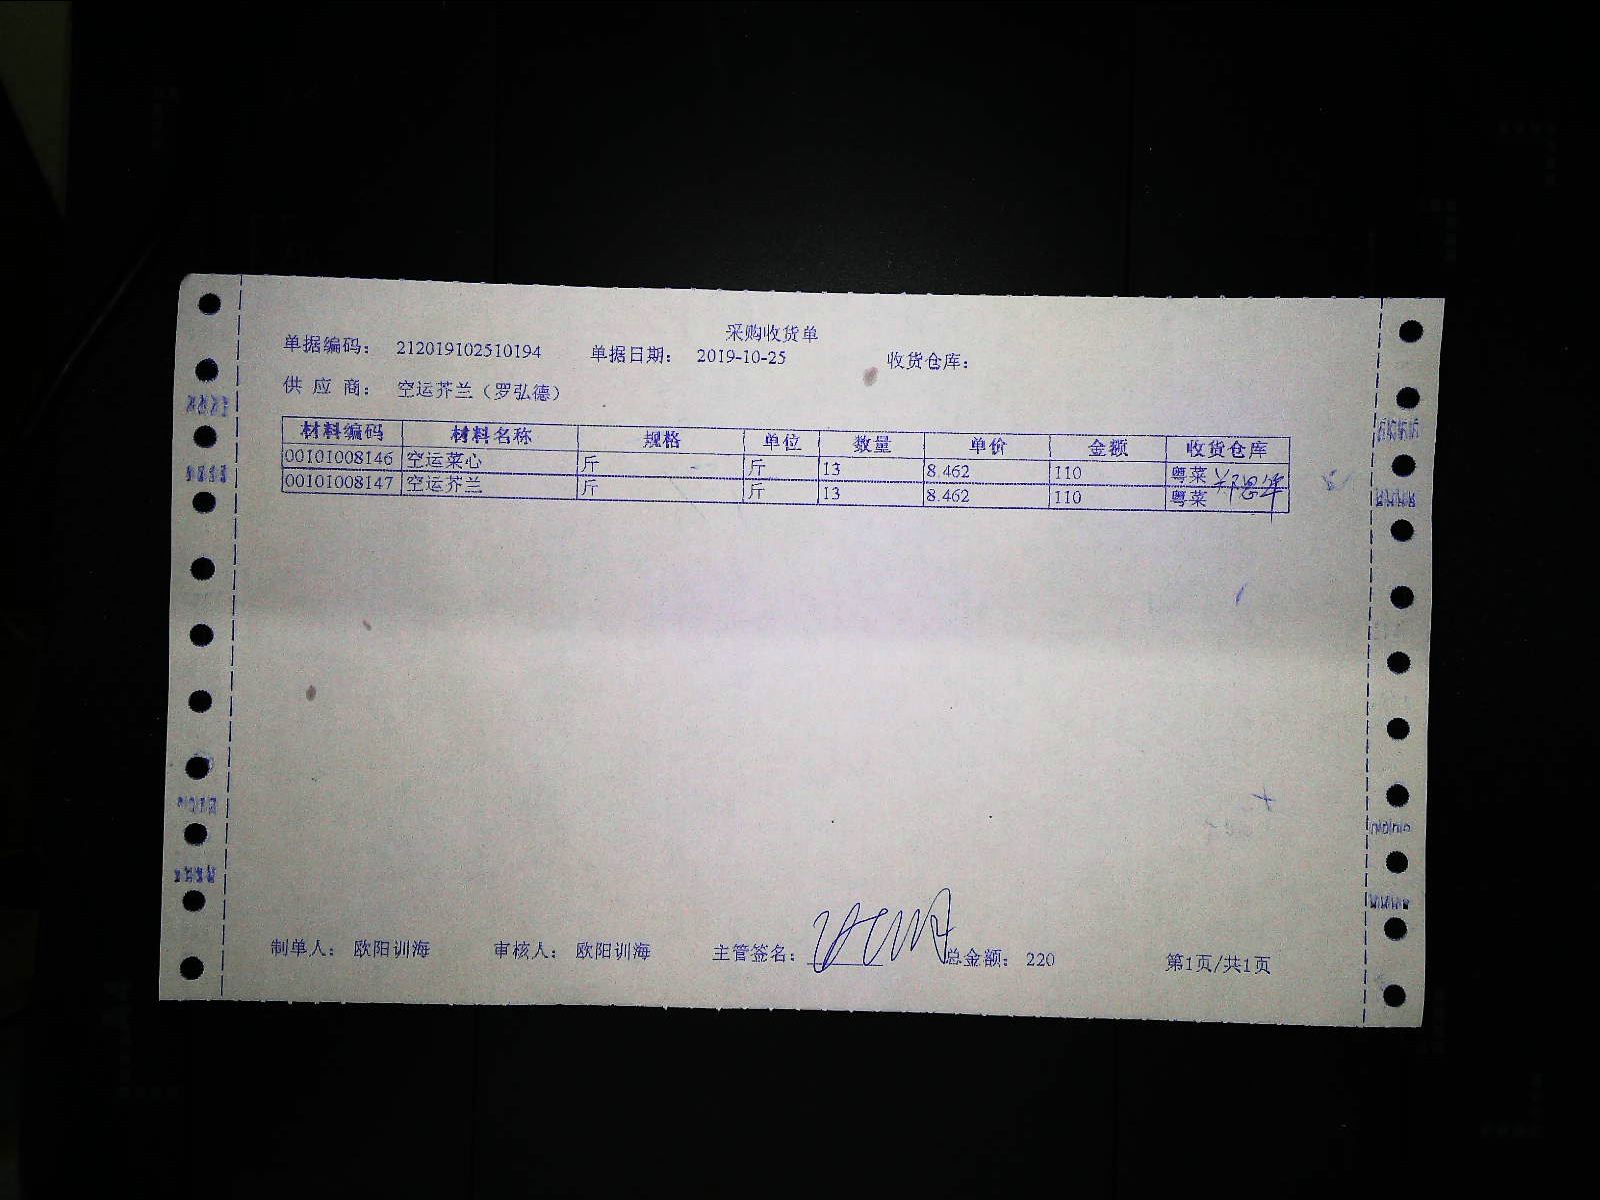 采购收货单
单据编码: 212019102510194 单据日期: 2019-10-25 收货仓库:
供 应 商: 空运芥兰（罗弘德）
材料编码 材料名称 规格 单位 数量 单价 金额 收货仓库
00101008146 空运菜心 斤 斤 13 8.462 110 粤菜
00101008147 空运芥兰 斤 斤 13 8.462 110 粤菜
制单人: 欧阳训海 审核人: 欧阳训海 主管签名: 总金额: 220 第1页/共1页